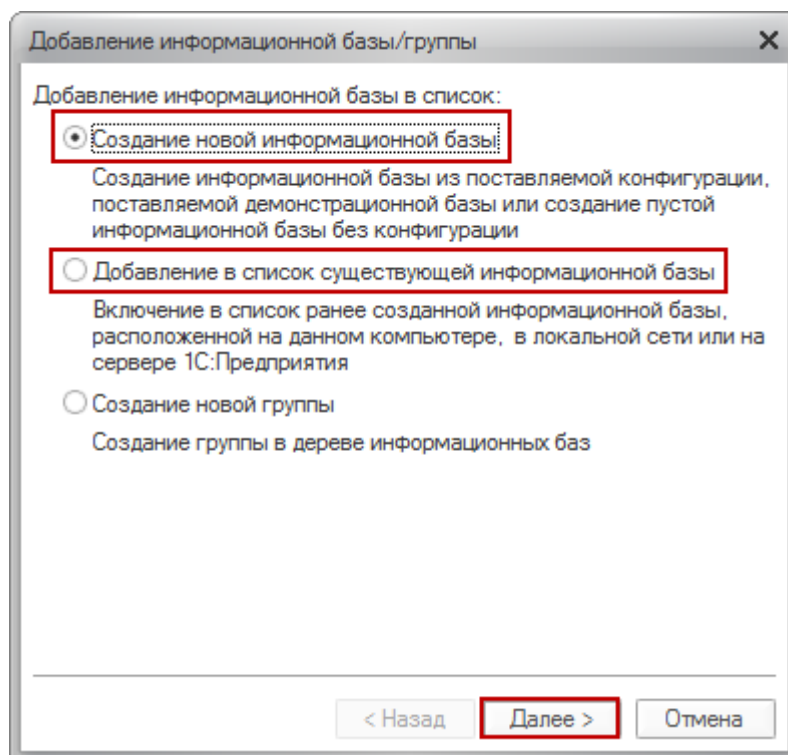 Добавление информационной базы/группы
Добавление информационной базы в список:
Создание новой информационной базы
Создание информационной базы из поставляемой конфигурации,
поставляемой демонстрационной базы или создание пустой
информационной базы без конфигурации
Добавление в список существующей информационной базы
Включение в список ранее созданной информационной базы,
расположенной на данном компьютере, в локальной сети или на
сервере 1С:Предприятия
Создание новой группы
Создание группы в дереве информационных баз
< Назад Далее > Отмена